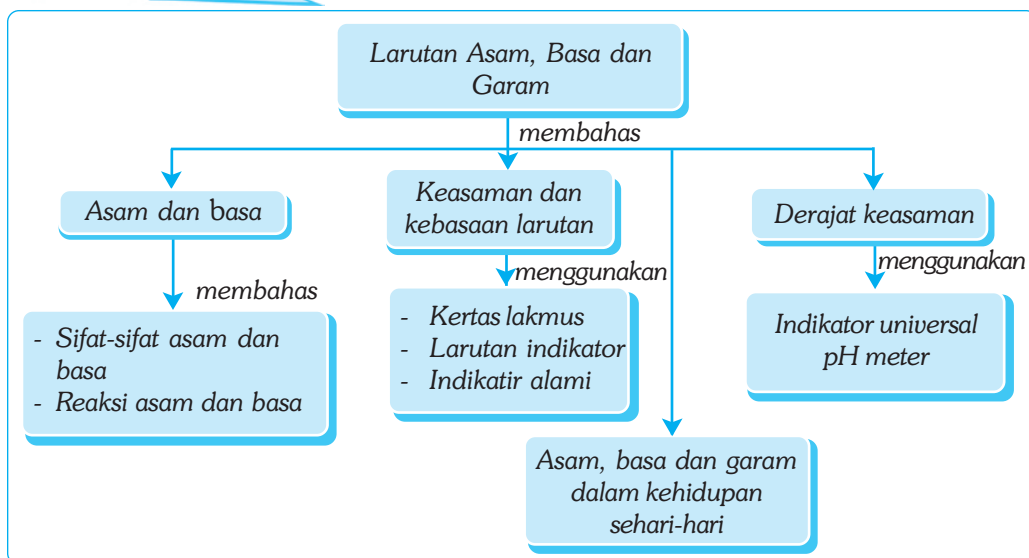 Larutan Asam, Basa dan
Garam
membahas
Asam dan basa
membahas
- Sifat-sifat asam dan
basa
- Reaksi asam dan basa
Keasaman dan
kebasaan larutan
menggunakan
- Kertas lakmus
- Larutan indikator
- Indikatir alami
Asam, basa dan garam
dalam kehidupan
sehari-hari
Derajat keasaman
menggunakan
Indikator universal
pH meter